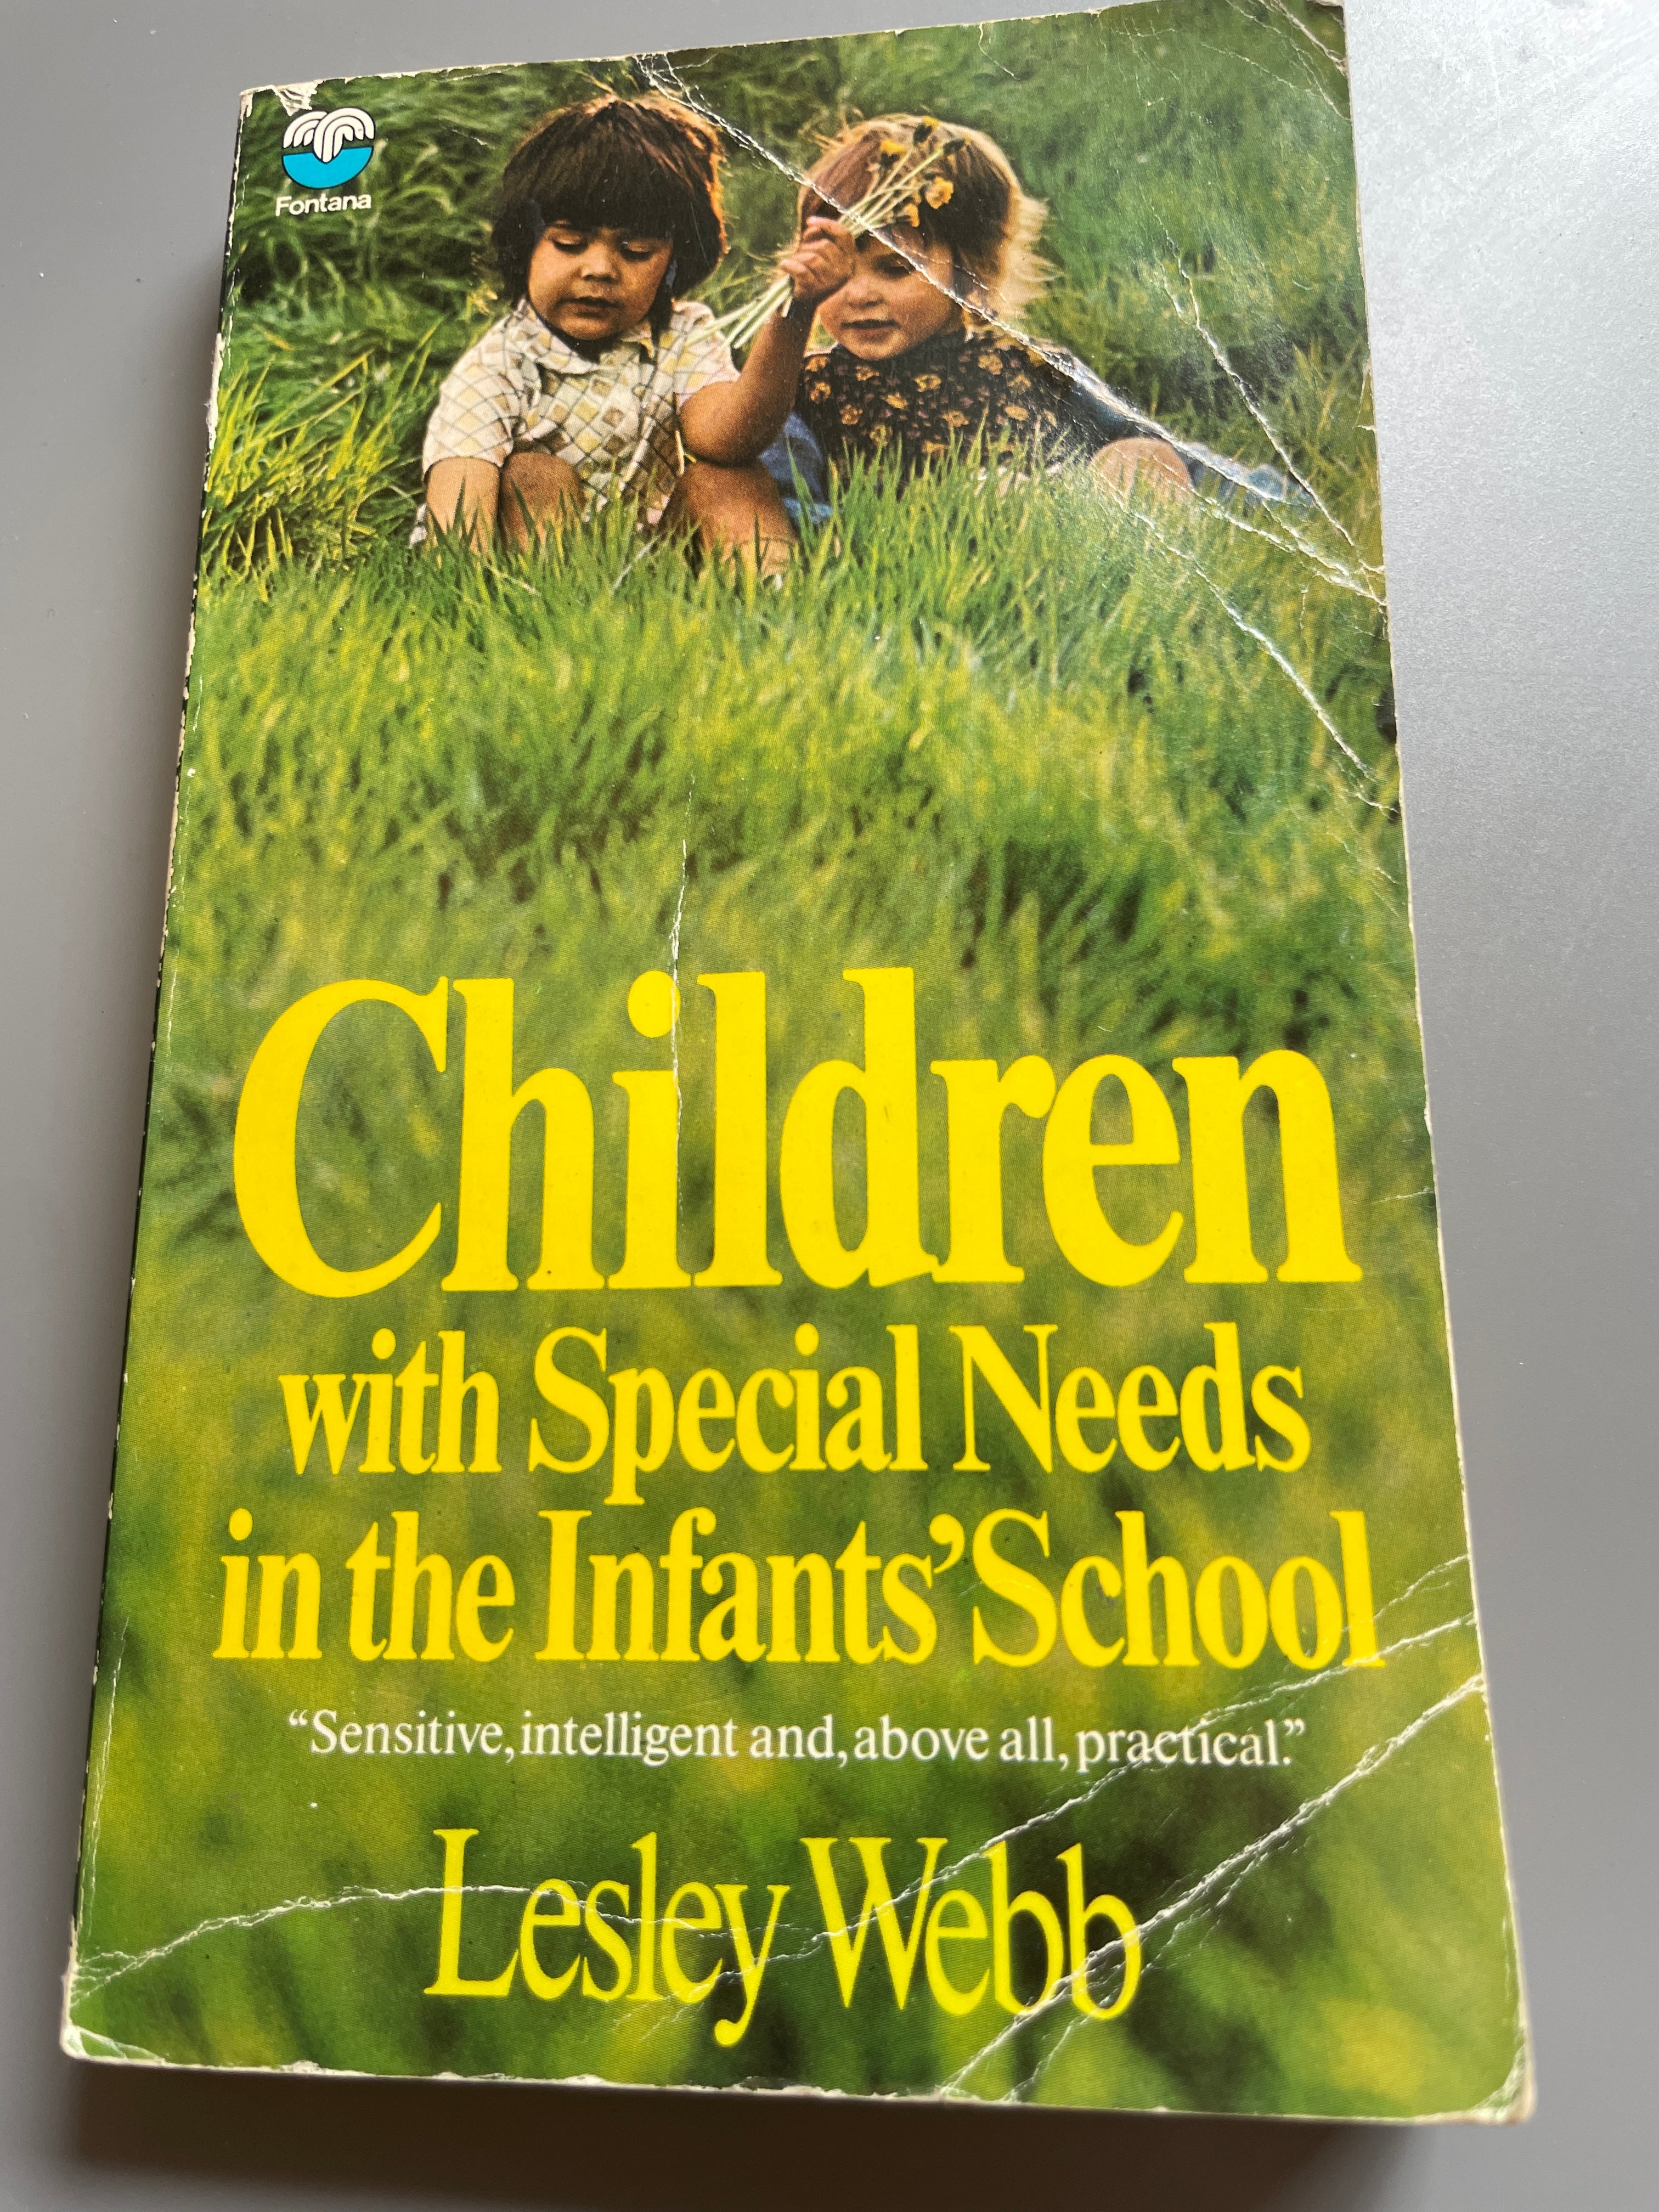 Fontana
Children
with Special Needs
in the Infants' School
“Sensitive, intelligent and, above all, practical.”
Lesley Webb